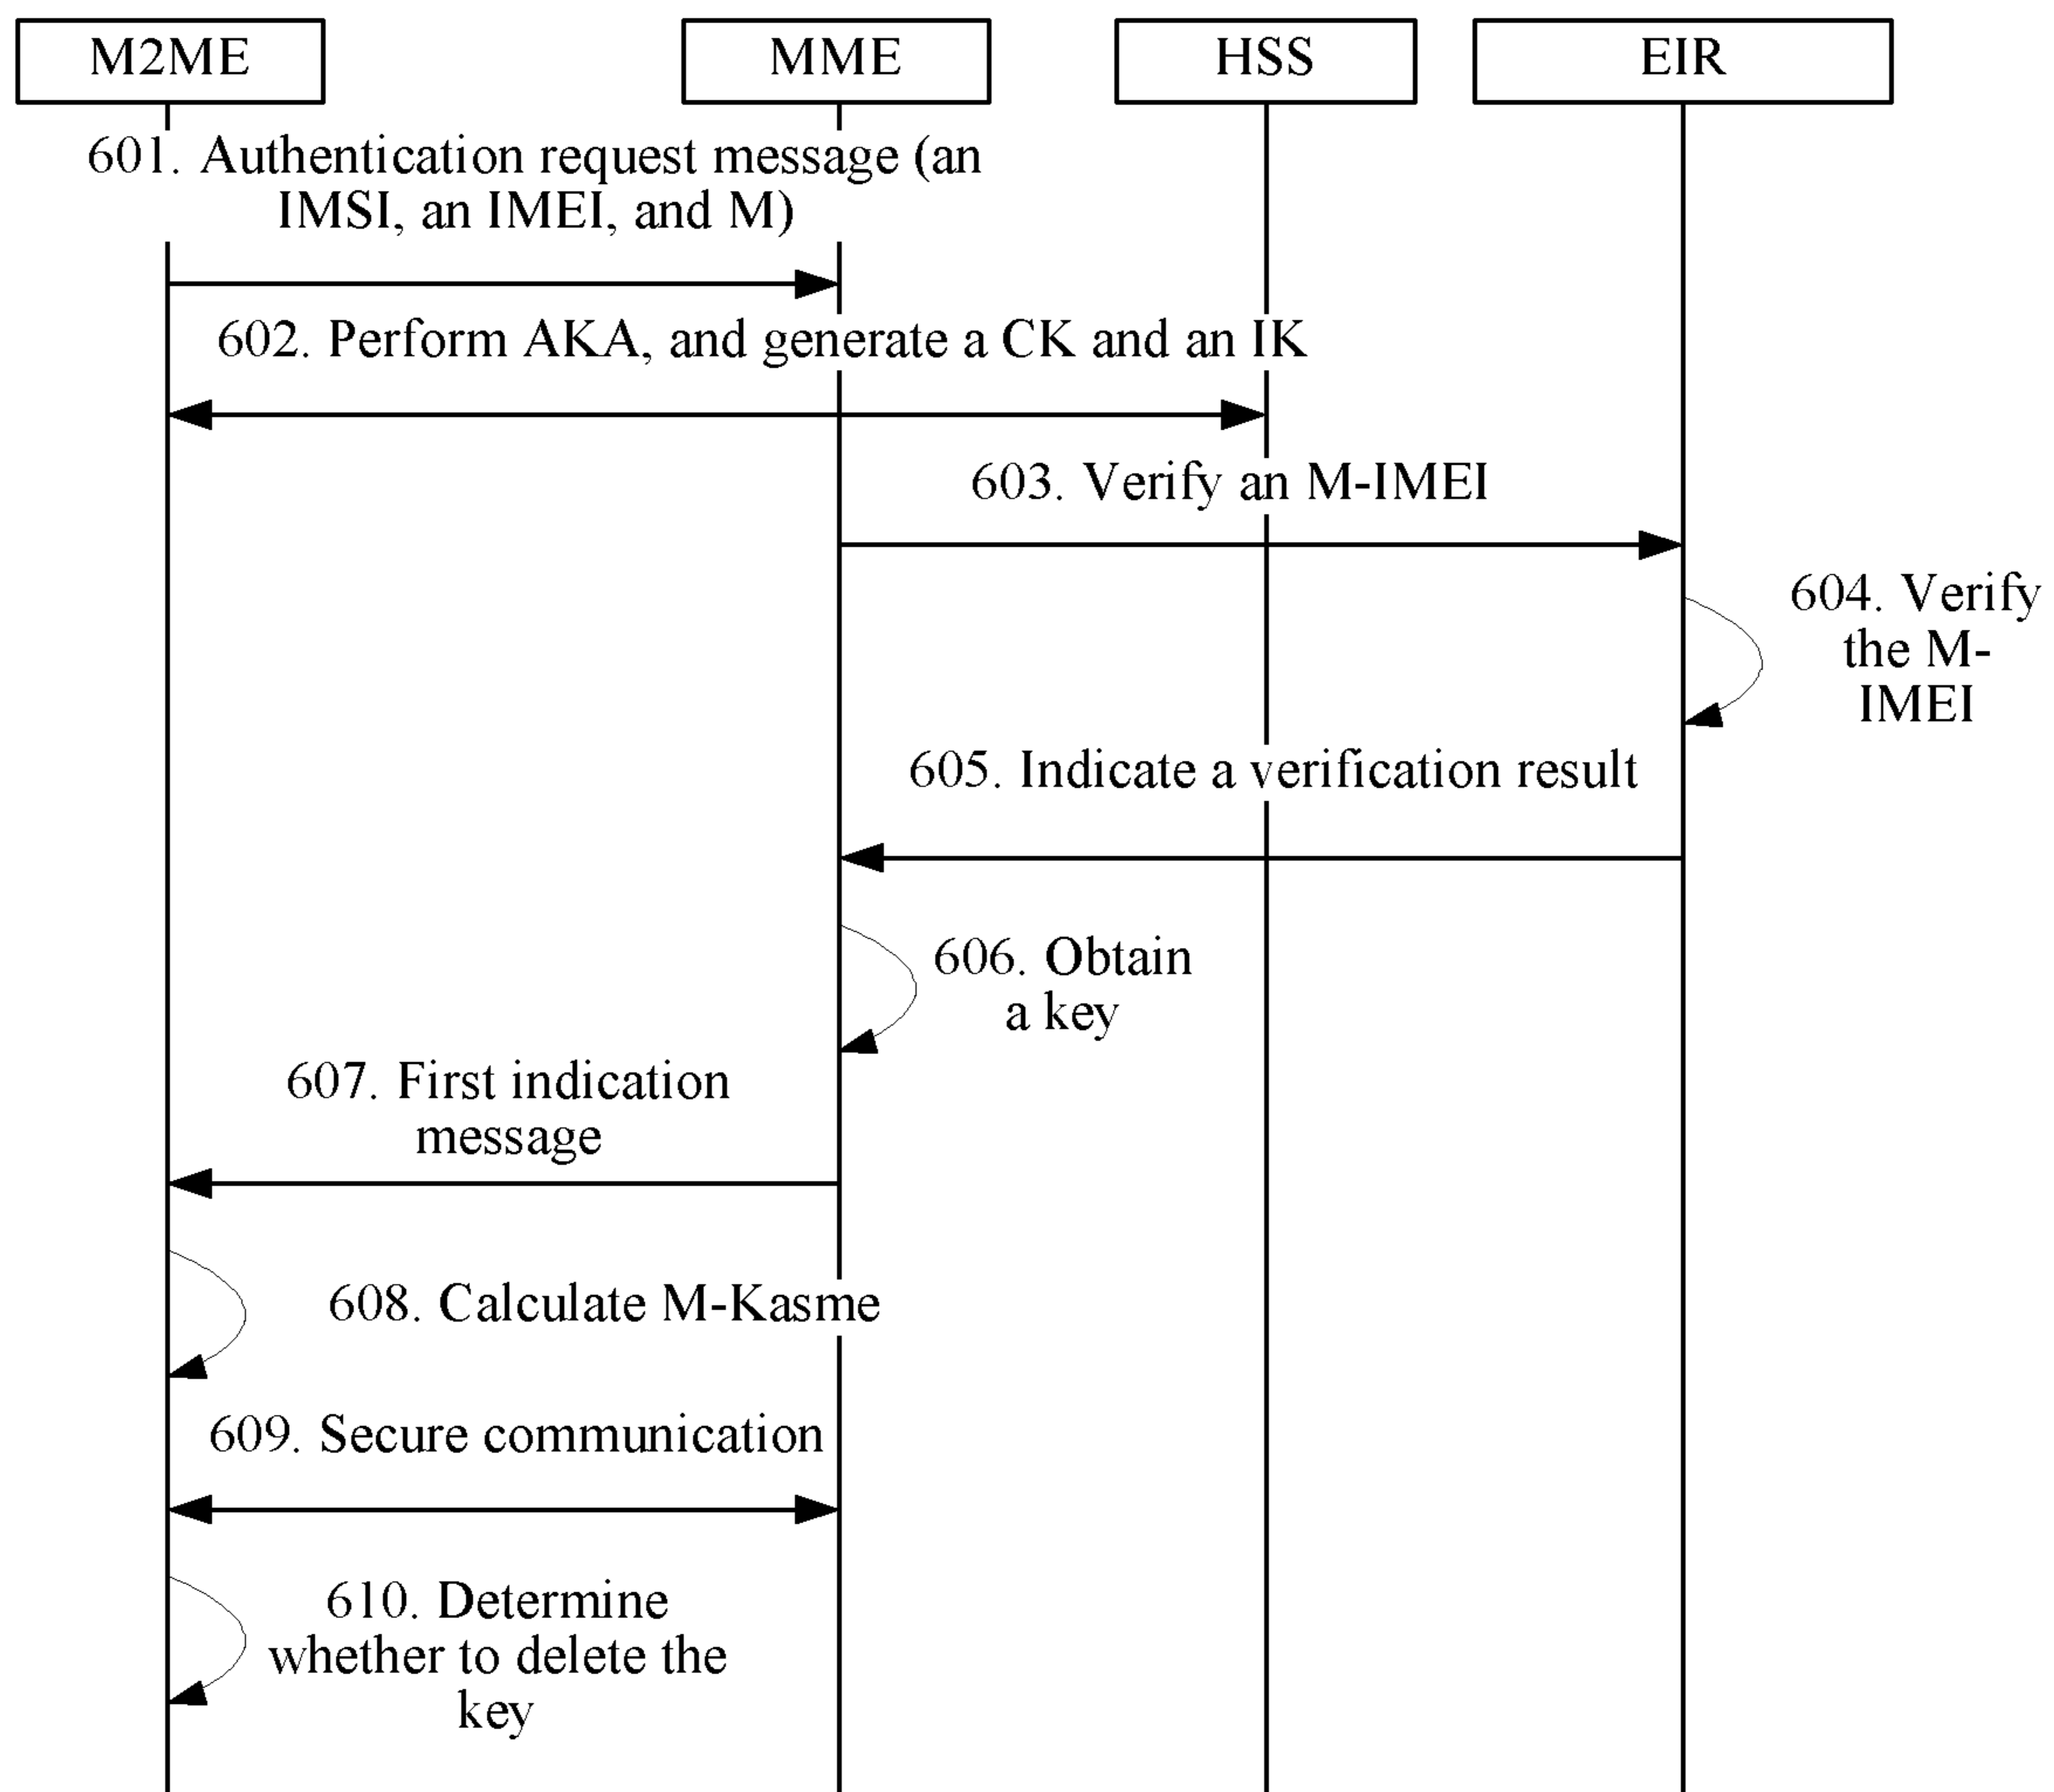 M2ME
MME
HSS
EIR
601. Authentication request message (an
IMSI, an IMEI, and M)
602. Perform AKA, and generate a CK and an IK
603. Verify an M-IMEI
604. Verify
the M-
IMEI
605. Indicate a verification result
606. Obtain
a key
607. First indication
message
608. Calculate M-Kasme
609. Secure communication
610. Determine
whether to delete the
key